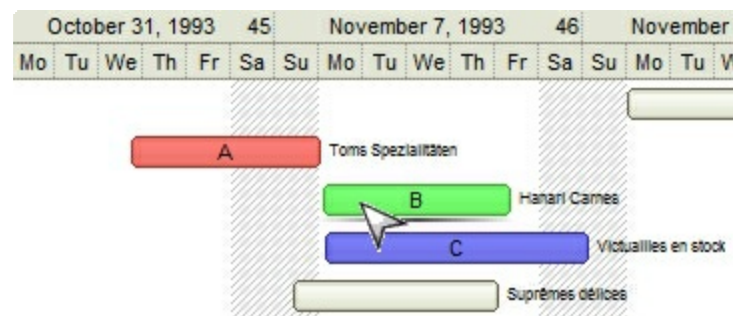 October 31, 1993 45 November 7, 1993 46 November
Mo Tu We Th Fr Sa Su Mo Tu We Th Fr Sa Su Mo Tu
A Toms Spezialitäten
B Hanari Carnes
C Victuailles en stock
Suprêmes délices